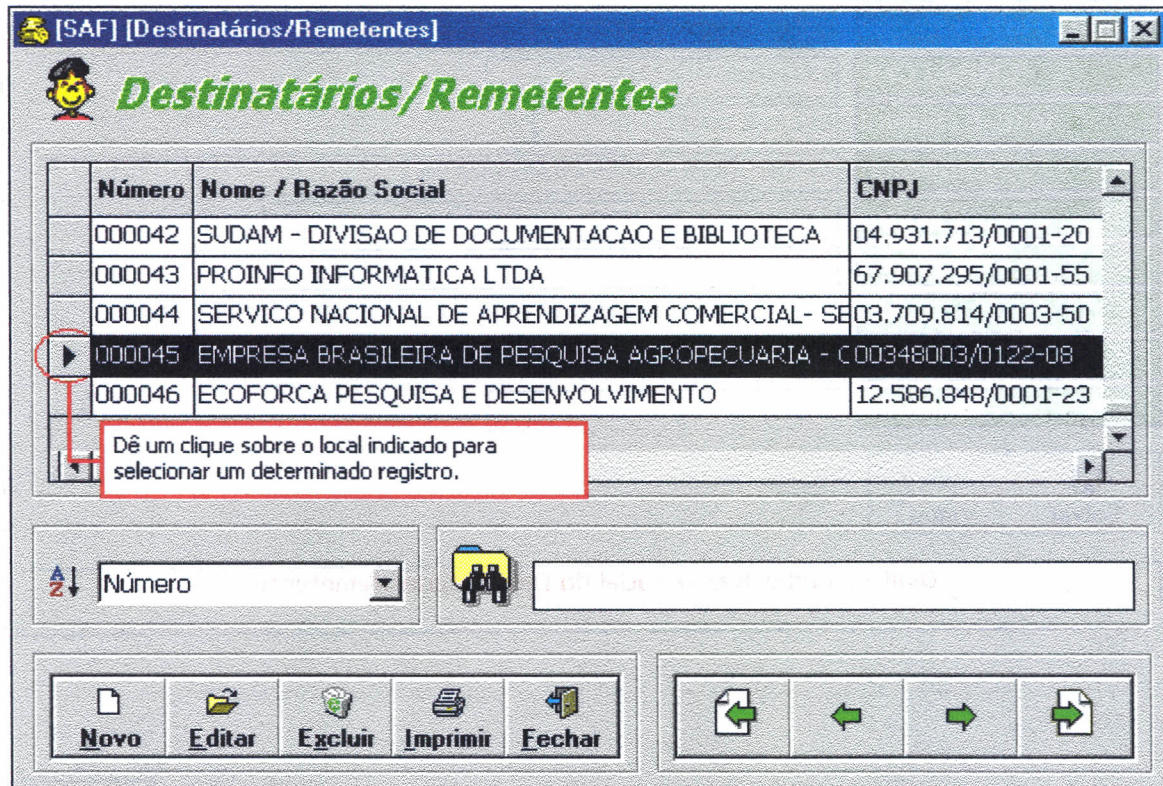 [SAF] [Destinatários/Remetentes]
Destinatários/Remetentes
Número Nome / Razão Social CNPJ
000042 SUDAM - DIVISAO DE DOCUMENTACAO E BIBLIOTECA 04.931.713/0001-20
000043 PROINFO INFORMATICA LTDA 67.907.295/0001-55
000044 SERVICO NACIONAL DE APRENDIZAGEM COMERCIAL- SE 03.709.814/0003-50
000045 EMPRESA BRASILEIRA DE PESQUISA AGROPECUARIA - C 00348003/0122-08
000046 ECOFORCA PESQUISA E DESENVOLVIMENTO 12.586.848/0001-23
Dê um clique sobre o local indicado para
selecionar um determinado registro.
AZ Número
Novo Editar Excluir Imprimir Fechar